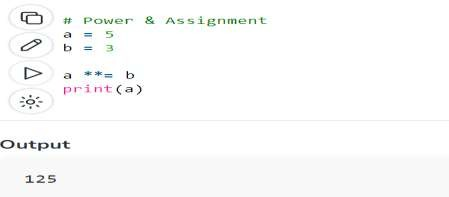 # Power & Assignment
a = 5
b = 3
a **= b
print(a)
Output
125